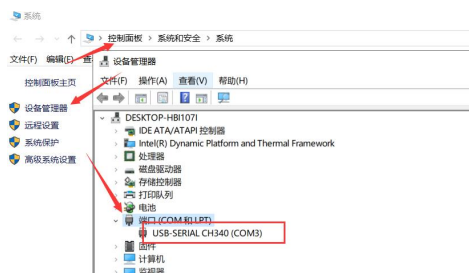 系统
控制面板 > 系统和安全 > 系统
文件(F) 编辑(E) 查
控制面板主页
设备管理器
远程设置
系统保护
高级系统设置
设备管理器
文件(F) 操作(A) 查看(V) 帮助(H)
DESKTOP-HBI107I
IDE ATA/ATAPI 控制器
Intel(R) Dynamic Platform and Thermal Framework
处理器
磁盘驱动器
存储控制器
打印队列
电池
端口 (COM 和 LPT)
USB-SERIAL CH340 (COM3)
固件
计算机
监视器